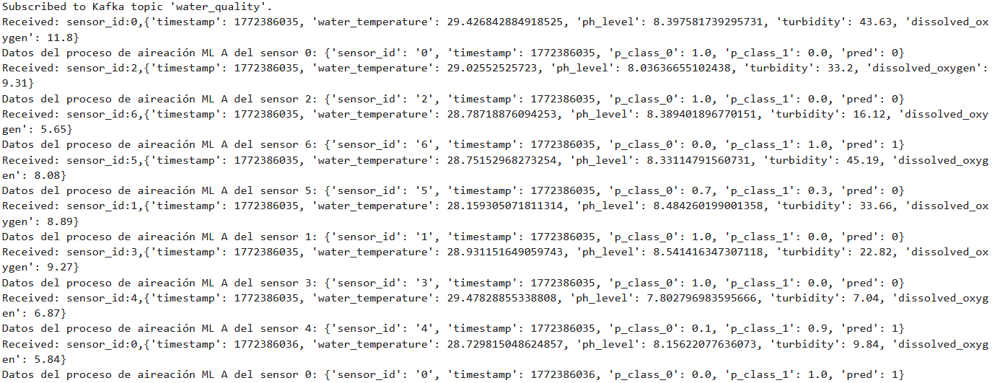 Subscribed to Kafka topic 'water_quality'.
Received: sensor_id:0,{'timestamp': 1772386035, 'water_temperature': 29.426842884918525, 'ph_level': 8.397581739295731, 'turbidity': 43.63, 'dissolved_ox
ygen': 11.8}
Datos del proceso de aireación ML A del sensor 0: {'sensor_id': '0', 'timestamp': 1772386035, 'p_class_0': 1.0, 'p_class_1': 0.0, 'pred': 0}
Received: sensor_id:2,{'timestamp': 1772386035, 'water_temperature': 29.02552525723, 'ph_level': 8.03636655102438, 'turbidity': 33.2, 'dissolved_oxygen':
9.31}
Datos del proceso de aireación ML A del sensor 2: {'sensor_id': '2', 'timestamp': 1772386035, 'p_class_0': 1.0, 'p_class_1': 0.0, 'pred': 0}
Received: sensor_id:6,{'timestamp': 1772386035, 'water_temperature': 28.78718876094253, 'ph_level': 8.389401896770151, 'turbidity': 16.12, 'dissolved_oxy
gen': 5.65}
Datos del proceso de aireación ML A del sensor 6: {'sensor_id': '6', 'timestamp': 1772386035, 'p_class_0': 0.0, 'p_class_1': 1.0, 'pred': 1}
Received: sensor_id:5,{'timestamp': 1772386035, 'water_temperature': 28.75152968273254, 'ph_level': 8.33114791560731, 'turbidity': 45.19, 'dissolved_oxyg
en': 8.08}
Datos del proceso de aireación ML A del sensor 5: {'sensor_id': '5', 'timestamp': 1772386035, 'p_class_0': 0.7, 'p_class_1': 0.3, 'pred': 0}
Received: sensor_id:1,{'timestamp': 1772386035, 'water_temperature': 28.159305071811314, 'ph_level': 8.484260199001358, 'turbidity': 33.66, 'dissolved_ox
ygen': 8.89}
Datos del proceso de aireación ML A del sensor 1: {'sensor_id': '1', 'timestamp': 1772386035, 'p_class_0': 1.0, 'p_class_1': 0.0, 'pred': 0}
Received: sensor_id:3,{'timestamp': 1772386035, 'water_temperature': 28.931151649059743, 'ph_level': 8.541416347307118, 'turbidity': 22.82, 'dissolved_ox
ygen': 9.27}
Datos del proceso de aireación ML A del sensor 3: {'sensor_id': '3', 'timestamp': 1772386035, 'p_class_0': 1.0, 'p_class_1': 0.0, 'pred': 0}
Received: sensor_id:4,{'timestamp': 1772386035, 'water_temperature': 29.47828855338808, 'ph_level': 7.802796983595666, 'turbidity': 7.04, 'dissolved_oxyg
en': 6.87}
Datos del proceso de aireación ML A del sensor 4: {'sensor_id': '4', 'timestamp': 1772386035, 'p_class_0': 0.1, 'p_class_1': 0.9, 'pred': 1}
Received: sensor_id:0,{'timestamp': 1772386036, 'water_temperature': 28.729815048624857, 'ph_level': 8.15622077636073, 'turbidity': 9.84, 'dissolved_oxyg
en': 5.84}
Datos del proceso de aireación ML A del sensor 0: {'sensor_id': '0', 'timestamp': 1772386036, 'p_class_0': 0.0, 'p_class_1': 1.0, 'pred': 1}